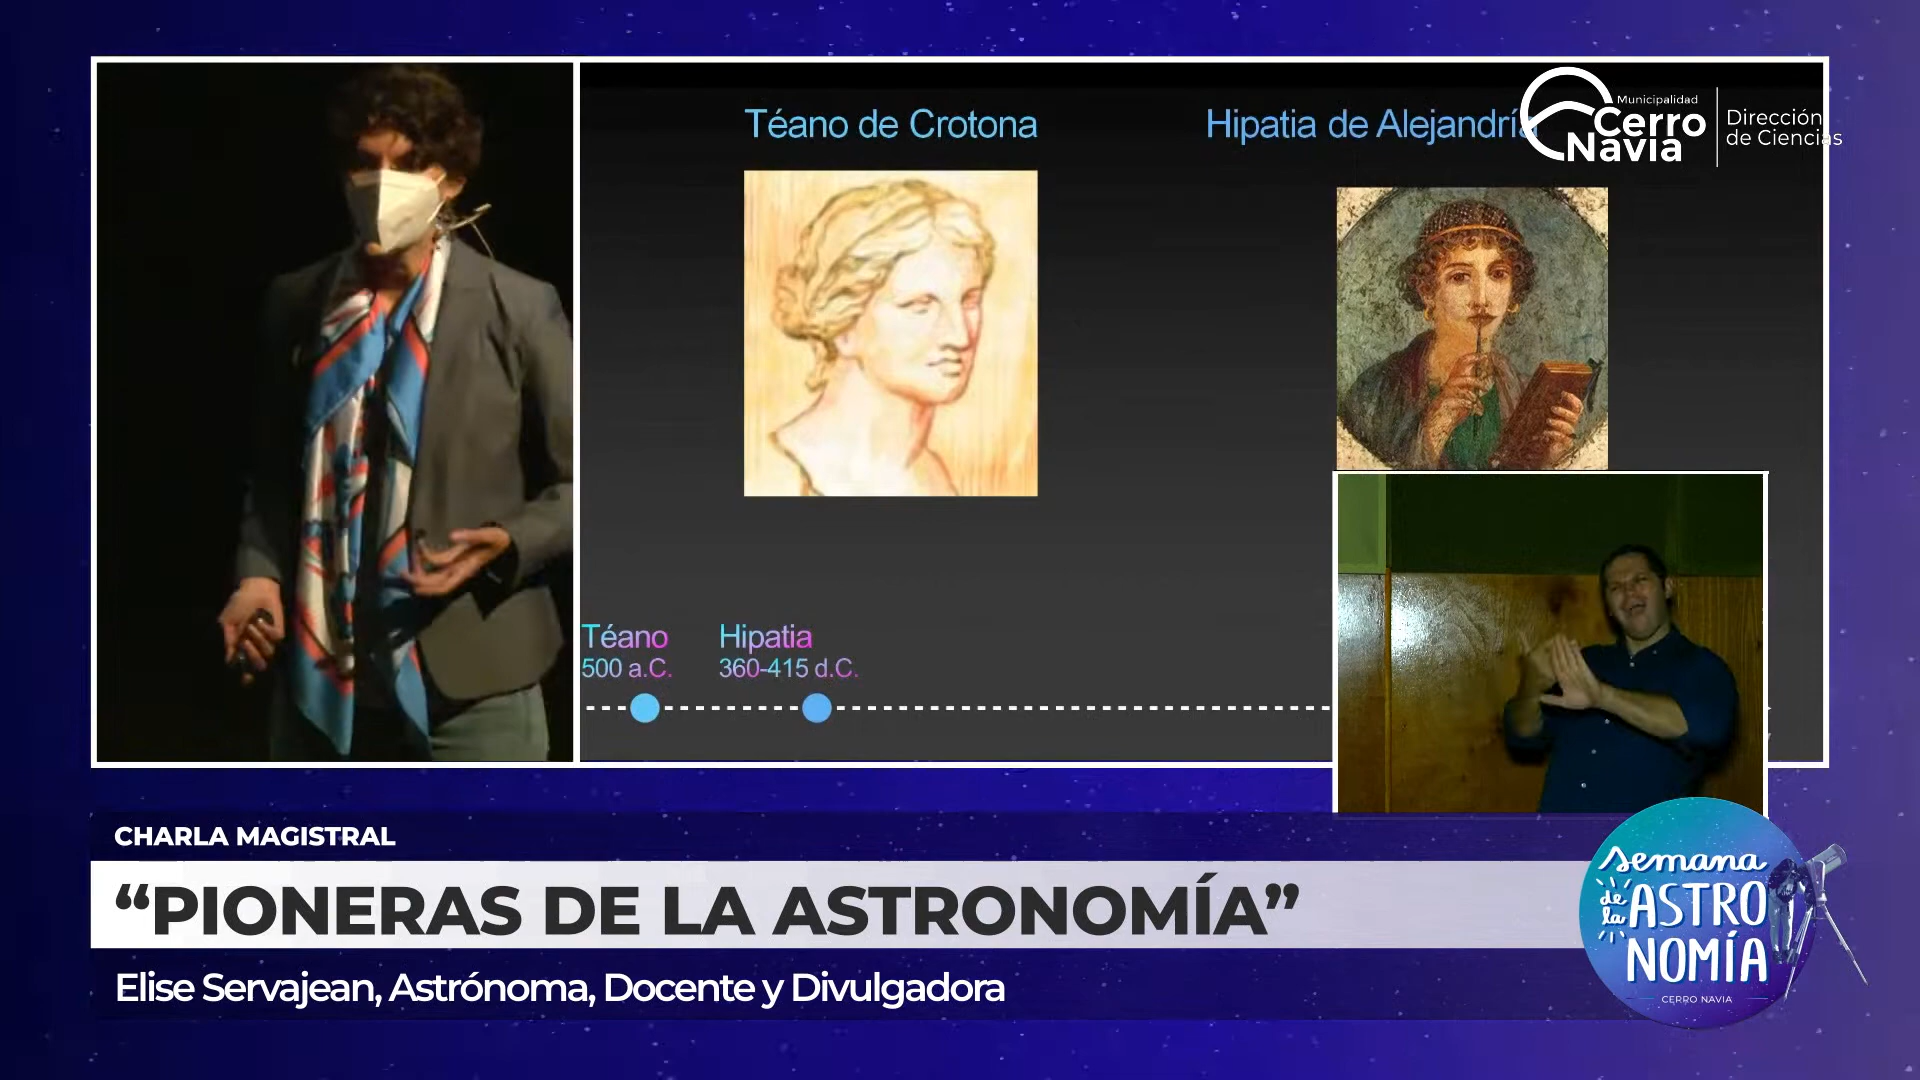 Téano de Crotona
Hipatia de Alejandría
Municipalidad
Cerro
Navia
Dirección
de Ciencias
Téano
500 a.C.
Hipatia
360-415 d.C.
CHARLA MAGISTRAL
“PIONERAS DE LA ASTRONOMÍA”
Elise Servajean, Astrónoma, Docente y Divulgadora
Semana
de la
ASTRO
NOMÍA
CERRO NAVIA